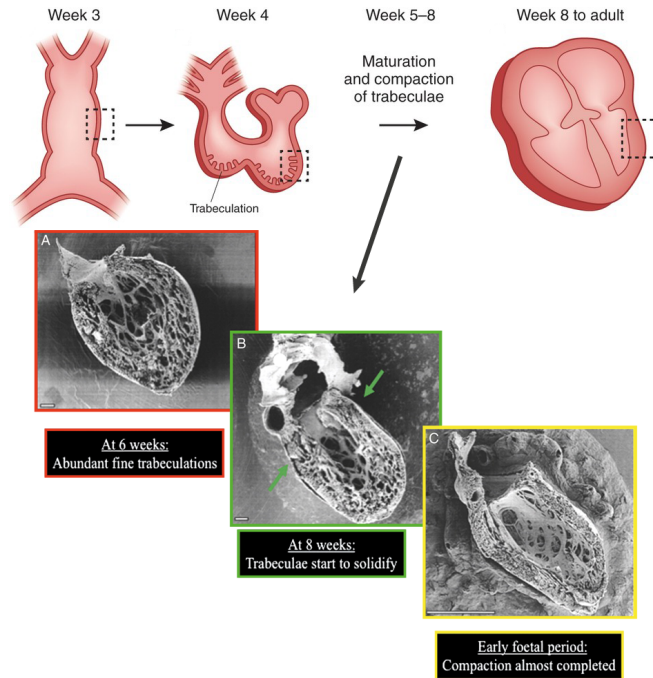 Week 3
Week 4
Week 5–8
Week 8 to adult
Maturation
and compaction
of trabeculae
Trabeculation
A
At 6 weeks:
Abundant fine trabeculations
B
At 8 weeks:
Trabeculae start to solidify
C
Early foetal period:
Compaction almost completed